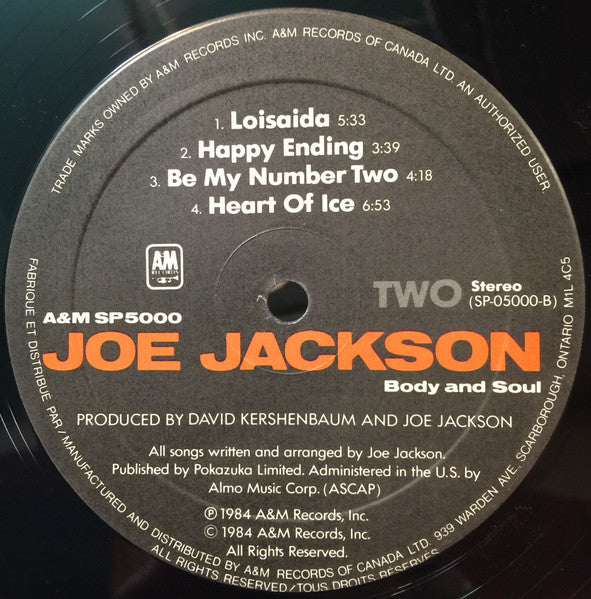 TRADE MARKS OWNED BY A&M RECORDS INC. A&M RECORDS OF CANADA LTD. AN AUTHORIZED USER.
1. Loisaida 5:33
2. Happy Ending 3:39
3. Be My Number Two 4:18
4. Heart Of Ice 6:53
A&M
RECORDS
TWO Stereo
(SP-05000-B)
A&M SP5000
JOE JACKSON
Body and Soul
PRODUCED BY DAVID KERSHENBAUM AND JOE JACKSON
All songs written and arranged by Joe Jackson.
Published by Pokazuka Limited. Administered in the U.S. by
Almo Music Corp. (ASCAP)
Ⓟ 1984 A&M Records, Inc.
© 1984 A&M Records, Inc.
All Rights Reserved.
FABRIQUE ET DISTRIBUE PAR / MANUFACTURED AND DISTRIBUTED BY A&M RECORDS OF CANADA LTD. 939 WARDEN AVE. SCARBOROUGH, ONTARIO M1L 4C5
ALL RIGHTS RESERVED/TOUS DROITS RESERVES